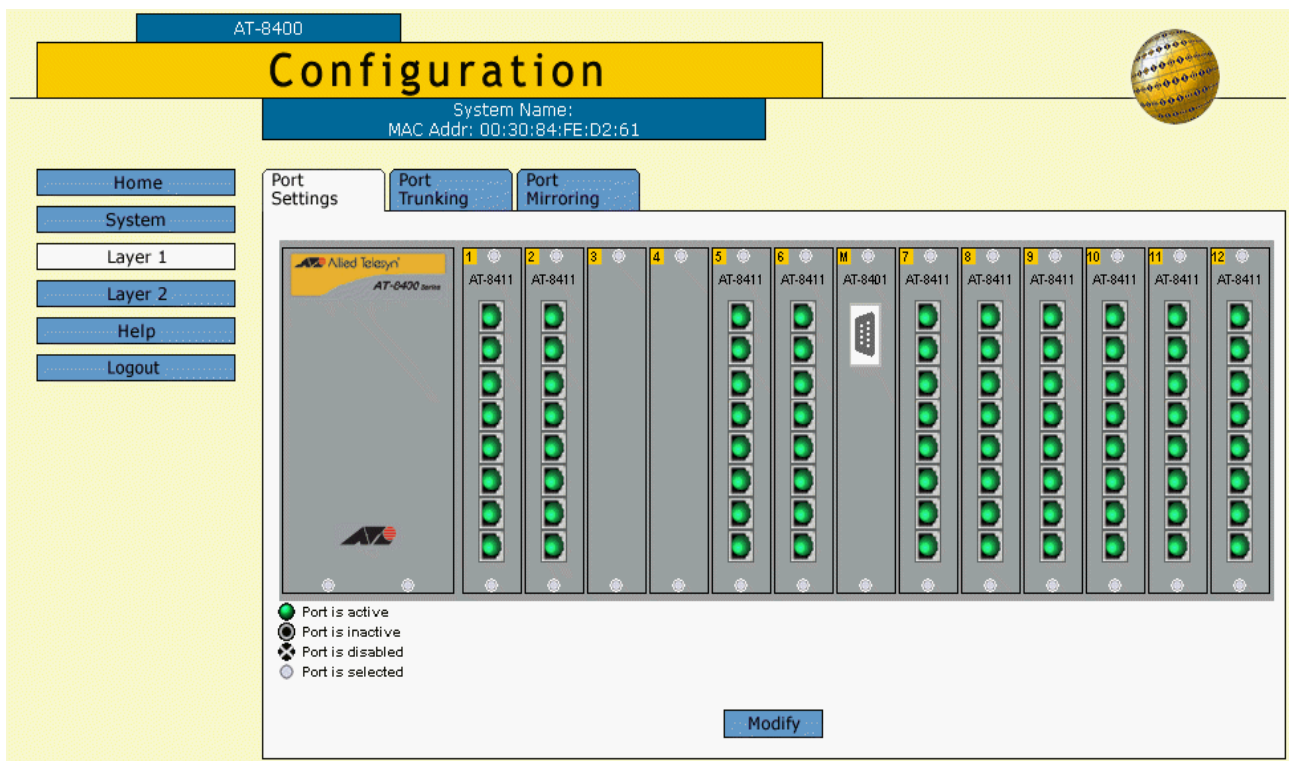 AT-8400
Configuration
System Name:
MAC Addr: 00:30:84:FE:D2:61
Home
System
Layer 1
Layer 2
Help
Logout
Port Settings
Port Trunking
Port Mirroring
Allied Telesyn
AT-8400 Series
1 2 3 4 5 6 M 7 8 9 10 11 12
AT-8411 AT-8411 AT-8411 AT-8411 AT-8401 AT-8411 AT-8411 AT-8411 AT-8411 AT-8411 AT-8411
Port is active
Port is inactive
Port is disabled
Port is selected
Modify